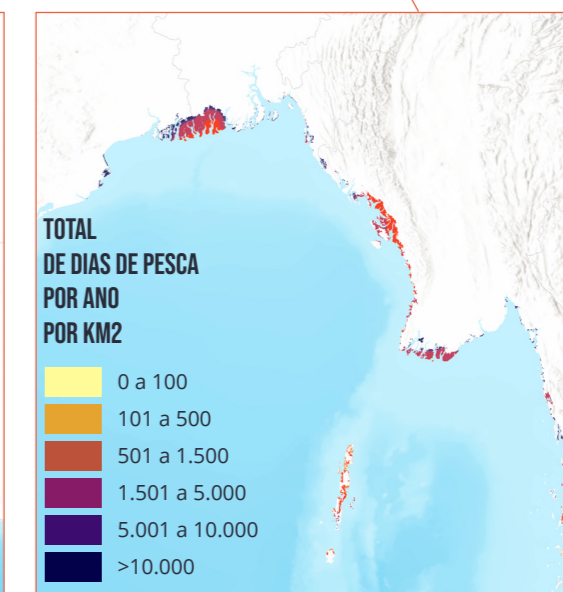 TOTAL
DE DIAS DE PESCA
POR ANO
POR KM2
0 a 100
101 a 500
501 a 1.500
1.501 a 5.000
5.001 a 10.000
>10.000